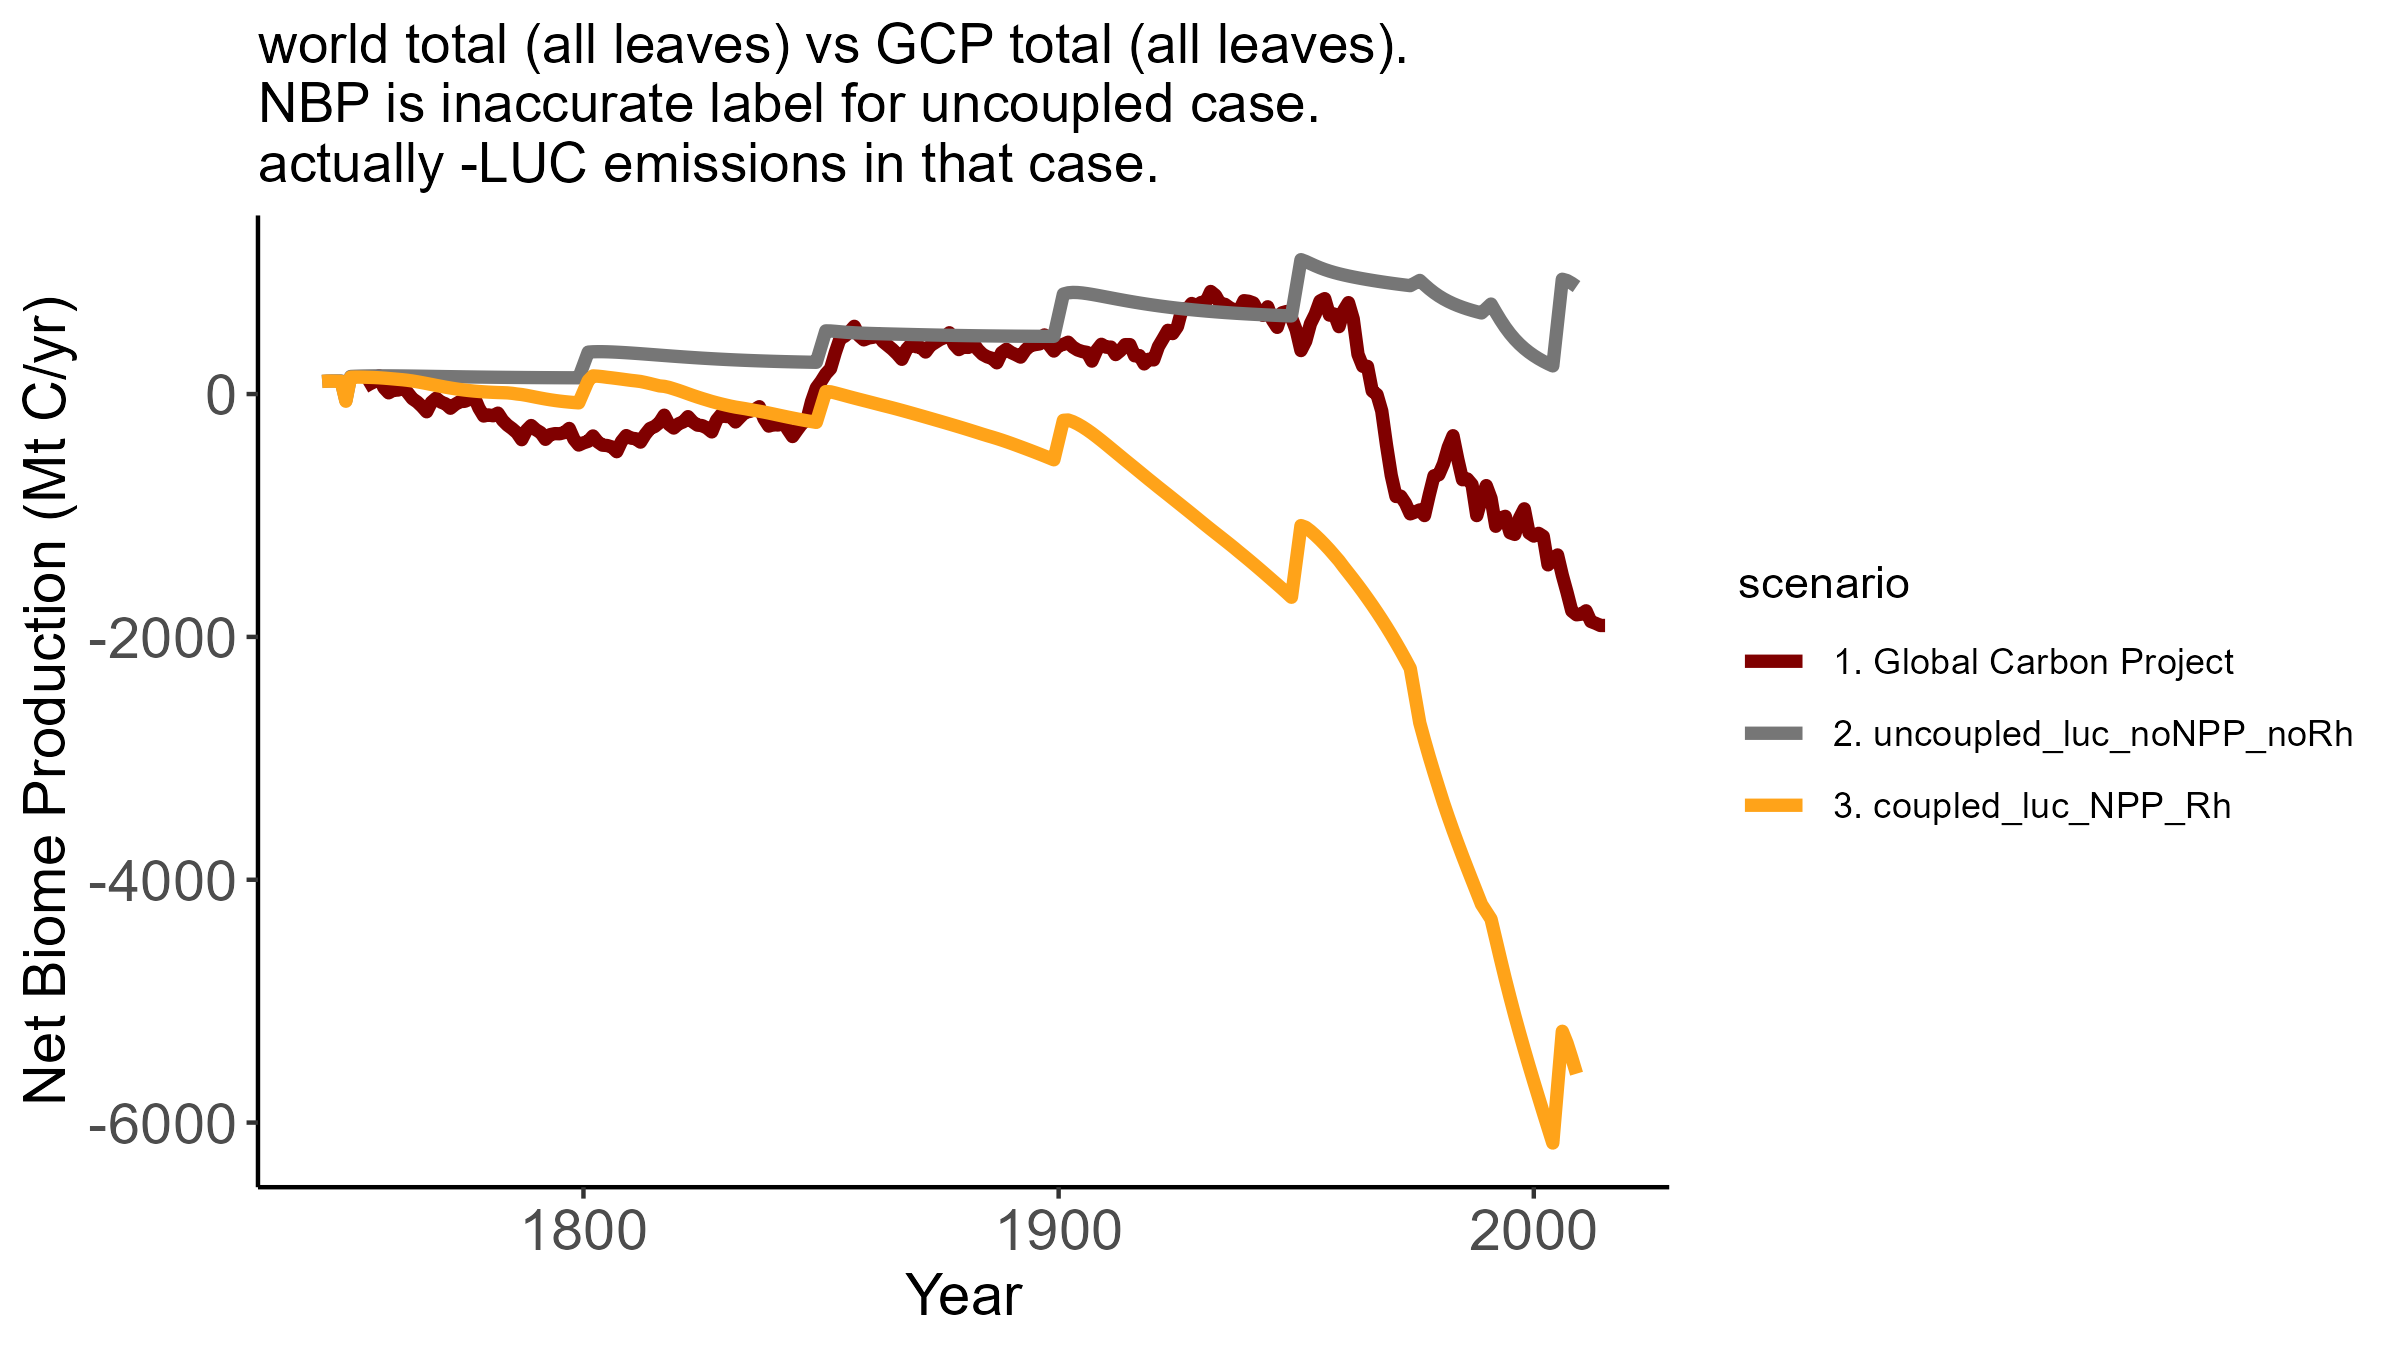 world total (all leaves) vs GCP total (all leaves).
NBP is inaccurate label for uncoupled case.
actually -LUC emissions in that case.
Net Biome Production (Mt C/yr)
0
-2000
-4000
-6000
1800
1900
2000
Year
scenario
1. Global Carbon Project
2. uncoupled_luc_noNPP_noRh
3. coupled_luc_NPP_Rh